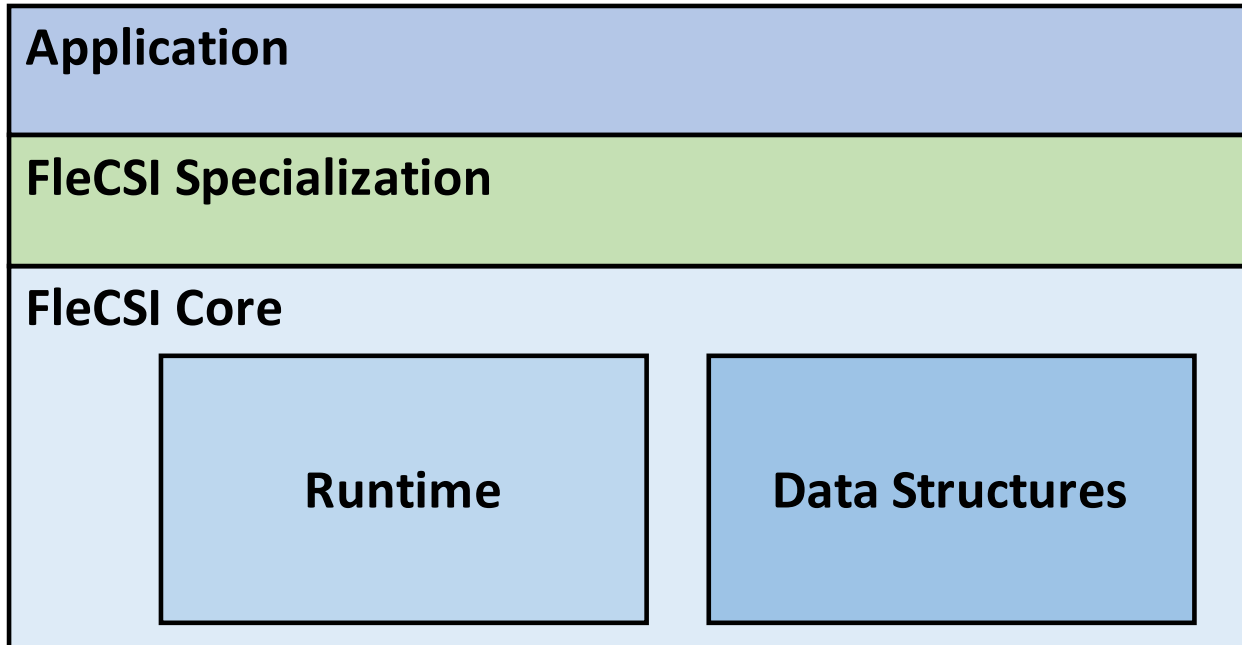 Application
FleCSI Specialization
FleCSI Core
Runtime
Data Structures